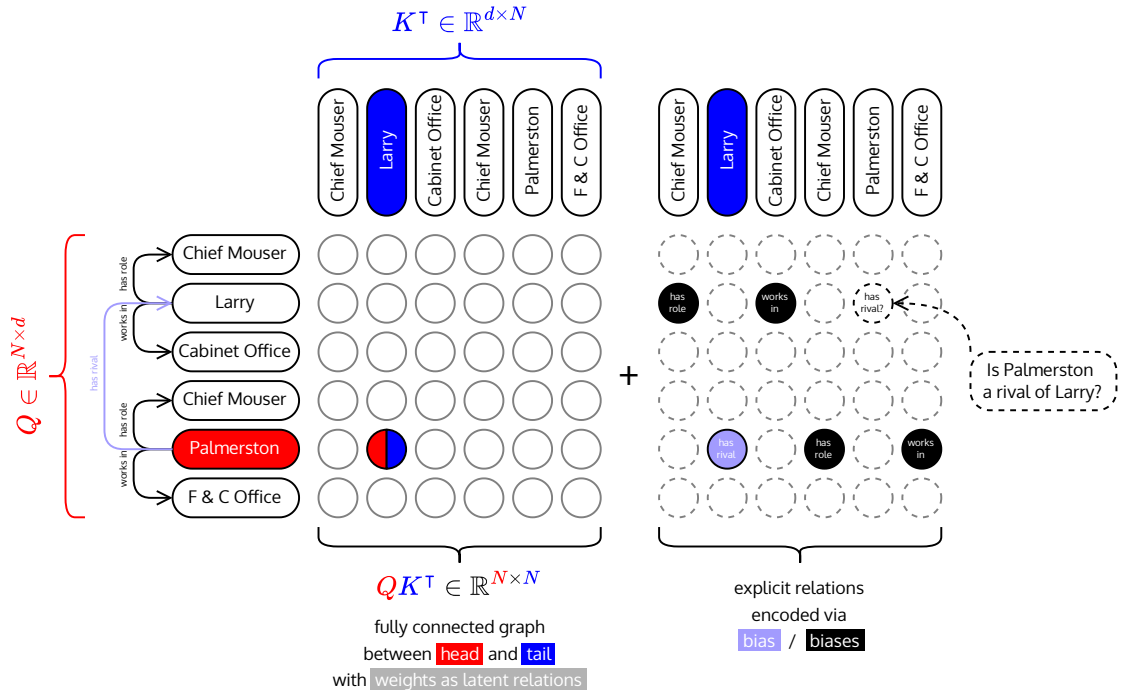 K⊤ ∈ ℝ^{d×N}
Chief Mouser
Larry
Cabinet Office
Chief Mouser
Palmerston
F & C Office
Chief Mouser
Larry
Cabinet Office
Chief Mouser
Palmerston
F & C Office
Q ∈ ℝ^{N×d}
has rival
has role
works in
has role
works in
Chief Mouser
Larry
Cabinet Office
Chief Mouser
Palmerston
F & C Office
+
has
role
works
in
has
rival?
has
rival
has
role
works
in
Is Palmerston
a rival of Larry?
QK⊤ ∈ ℝ^{N×N}
fully connected graph
between head and tail
with weights as latent relations
explicit relations
encoded via
bias / biases